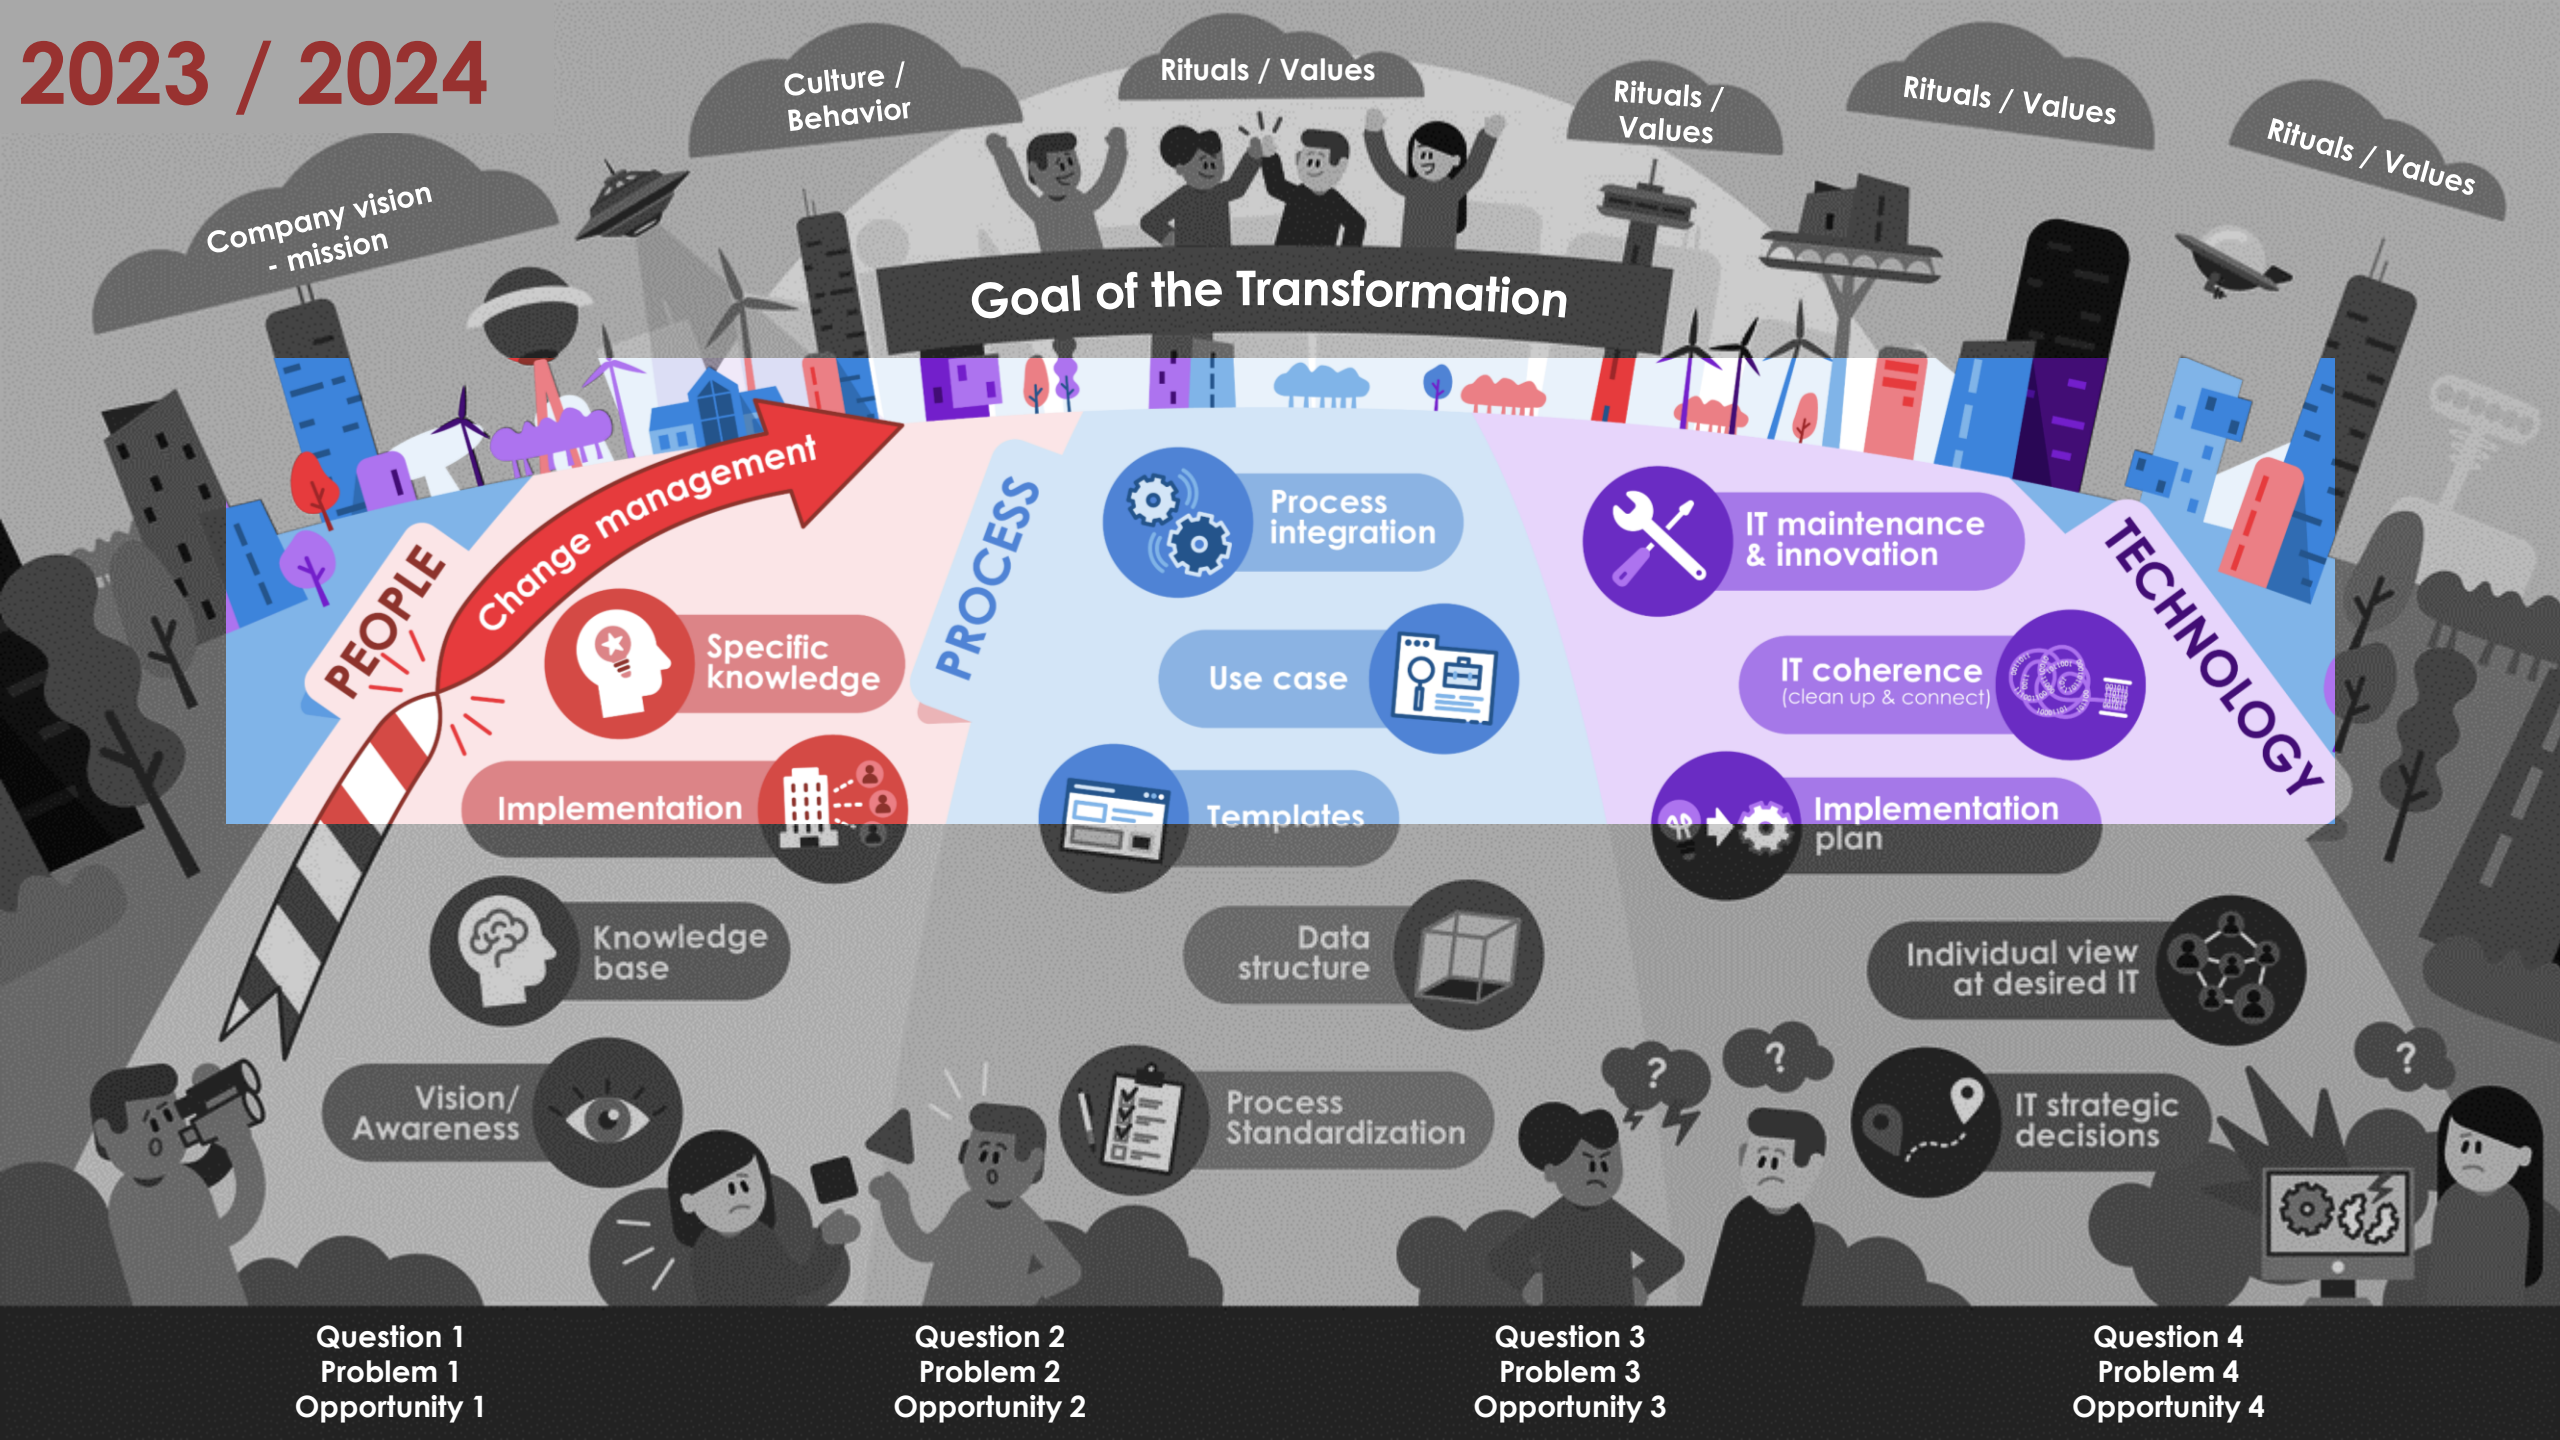 2023 / 2024
Company vision
- mission
Culture /
Behavior
Rituals / Values
Rituals /
Values
Rituals / Values
Rituals / Values
Goal of the Transformation
Change management
PEOPLE
Specific
knowledge
Implementation
Knowledge
base
Vision/
Awareness
PROCESS
Process
integration
Use case
Templates
Data
structure
Process
Standardization
TECHNOLOGY
IT maintenance
& innovation
IT coherence
(clean up & connect)
Implementation
plan
Individual view
at desired IT
IT strategic
decisions
?
?
?
Question 1
Problem 1
Opportunity 1
Question 2
Problem 2
Opportunity 2
Question 3
Problem 3
Opportunity 3
Question 4
Problem 4
Opportunity 4